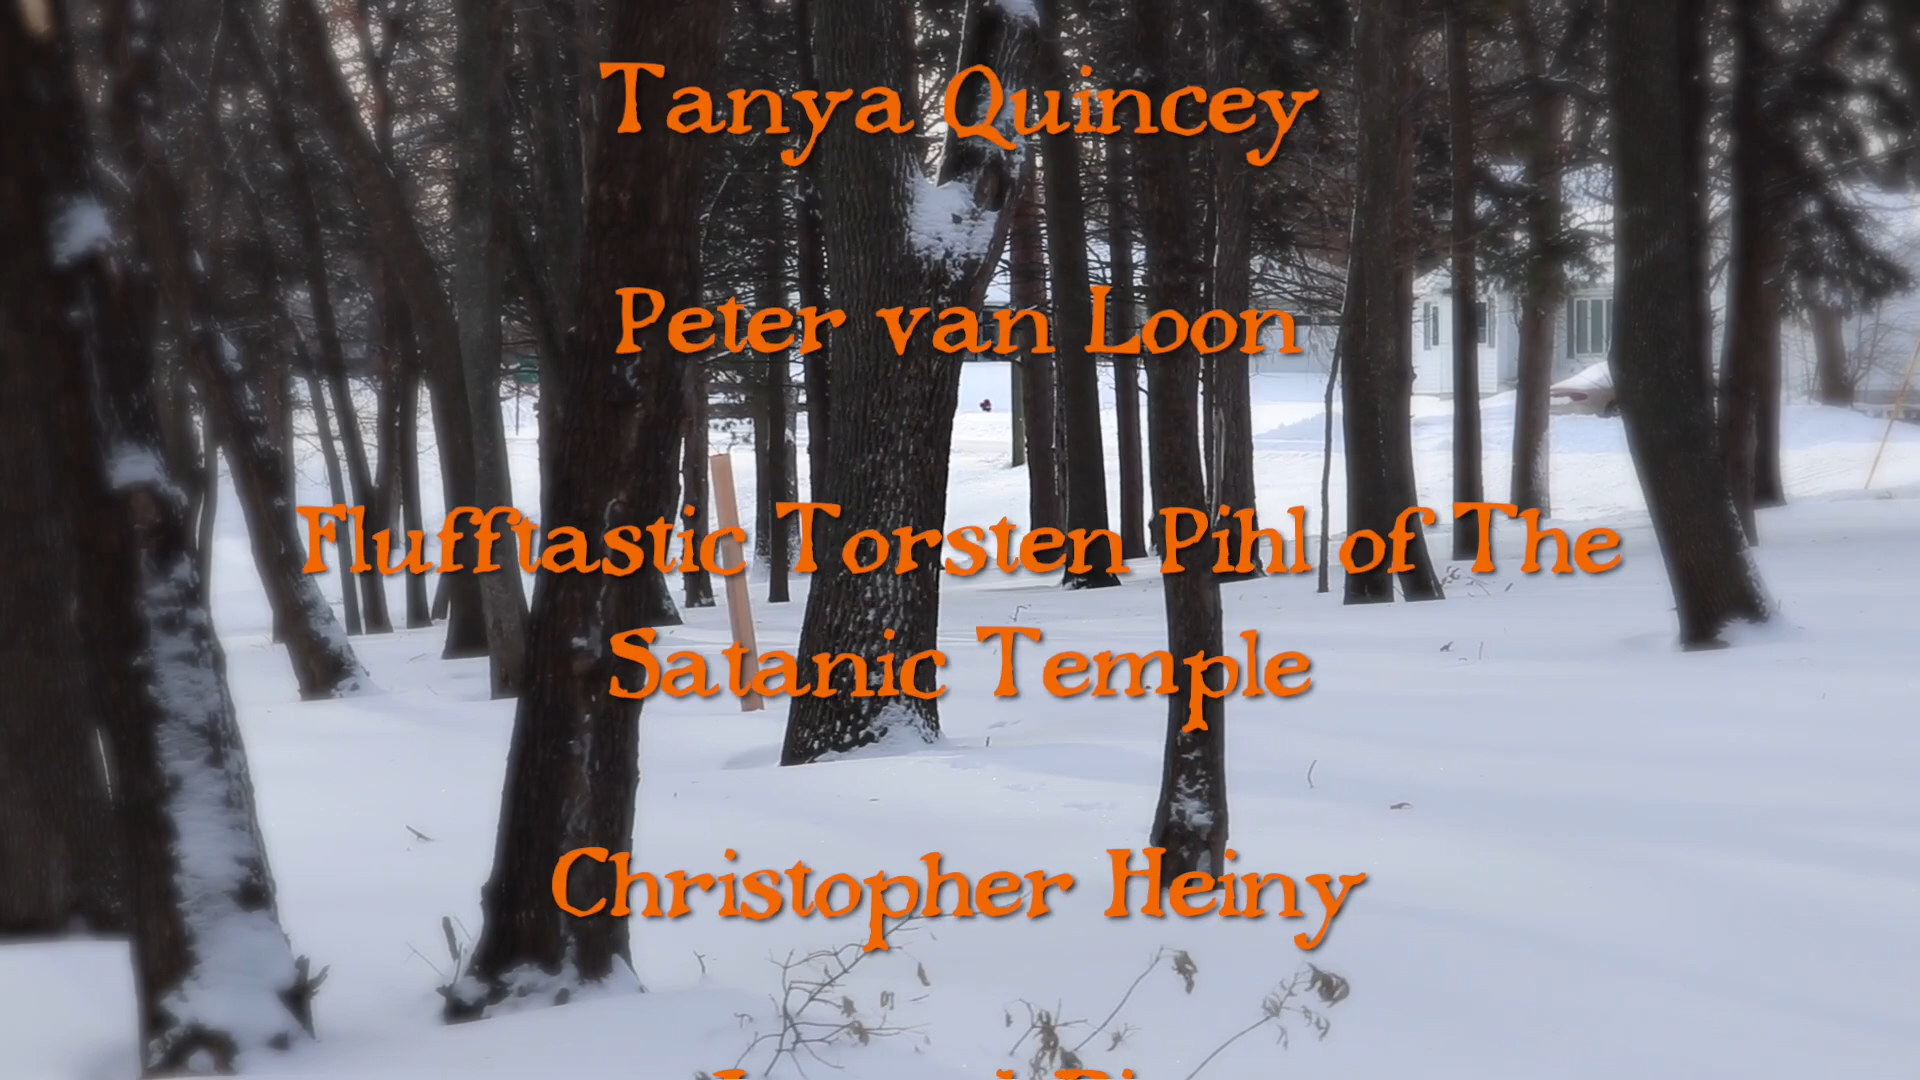 Tanya Quincey
Peter van Loon
Flufftastic Torsten Pihl of The
Satanic Temple
Christopher Heiny